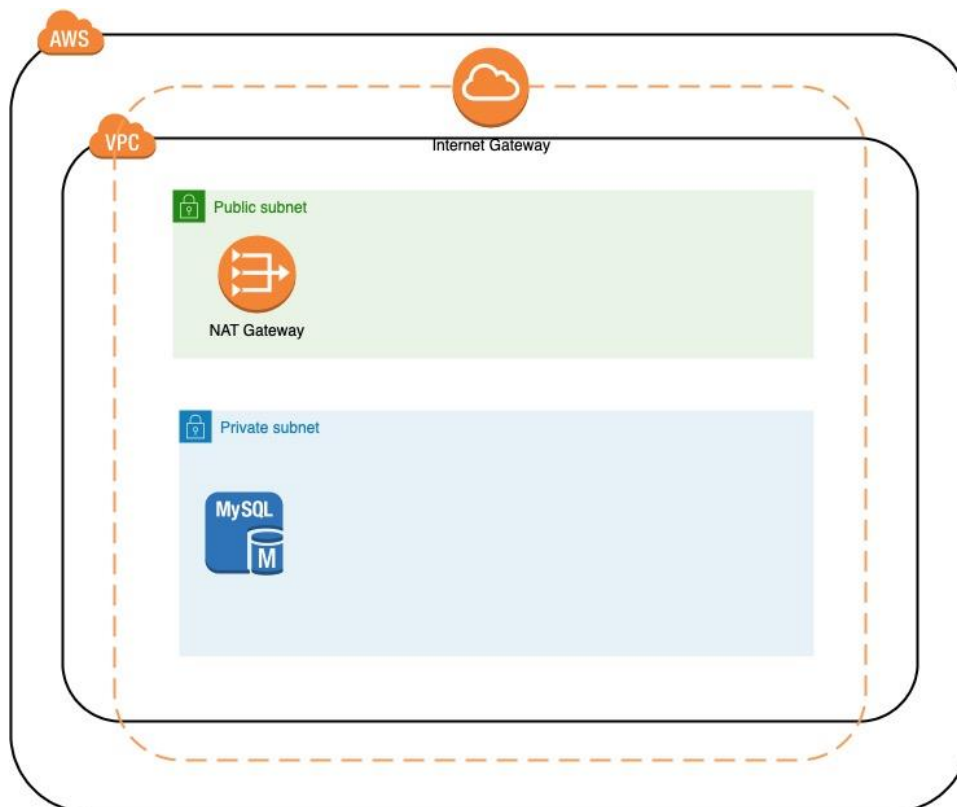 AWS
VPC
Internet Gateway
Public subnet
NAT Gateway
Private subnet
MySQL
M